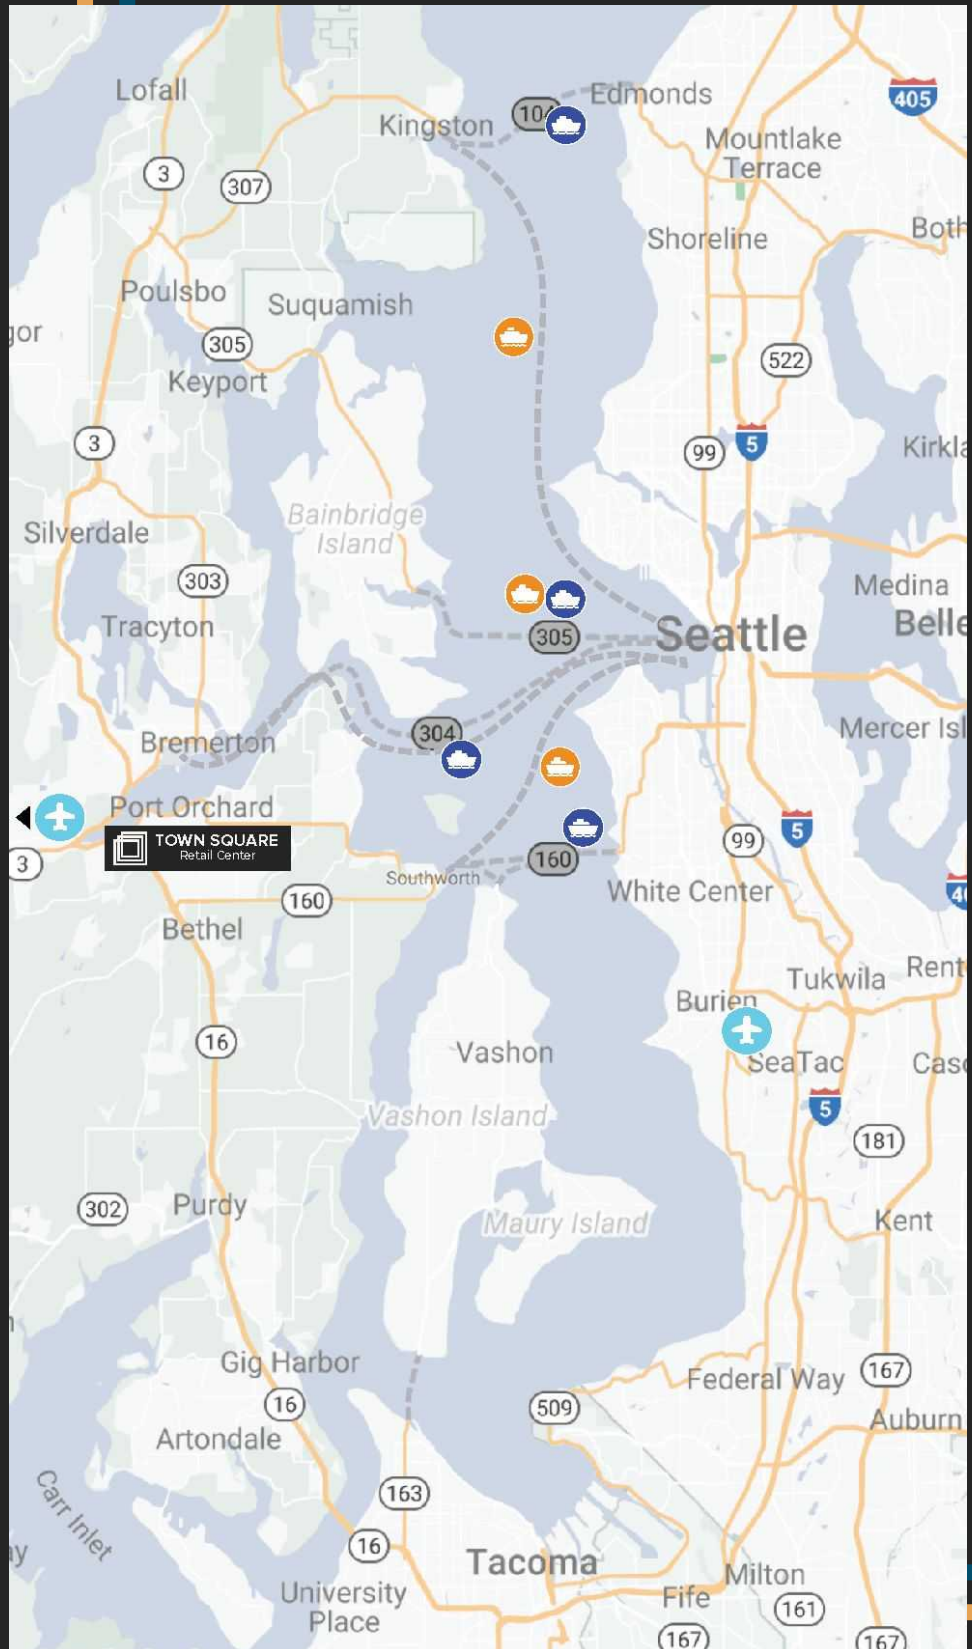 Lofall
Edmonds
405
Kingston
104
Mountlake
Terrace
3
307
Shoreline
Both
Poulsbo
Suquamish
gor
305
Keyport
522
3
99
5
Kirkla
Bainbridge
Island
Silverdale
303
Medina
Tracyton
305
Seattle
Belle
304
Bremerton
Mercer Isl
Port Orchard
TOWN SQUARE
Retail Center
3
99
5
160
Southworth
160
White Center
Bethel
Tukwila
Rent
Burien
16
Vashon
SeaTac
Casc
Vashon Island
5
181
302
Purdy
Maury Island
Kent
Gig Harbor
Federal Way
167
16
509
Auburn
Artondale
Carr Inlet
163
16
ay
Tacoma
University
Place
Milton
Fife
161
167
167